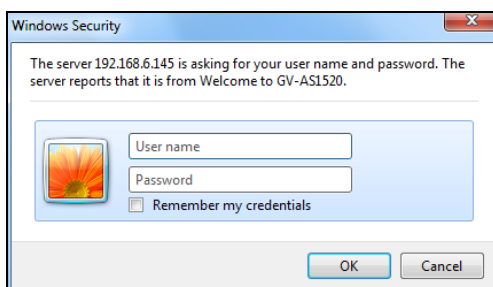 Windows Security
The server 192.168.6.145 is asking for your user name and password. The
server reports that it is from Welcome to GV-AS1520.
User name
Password
Remember my credentials
OK
Cancel